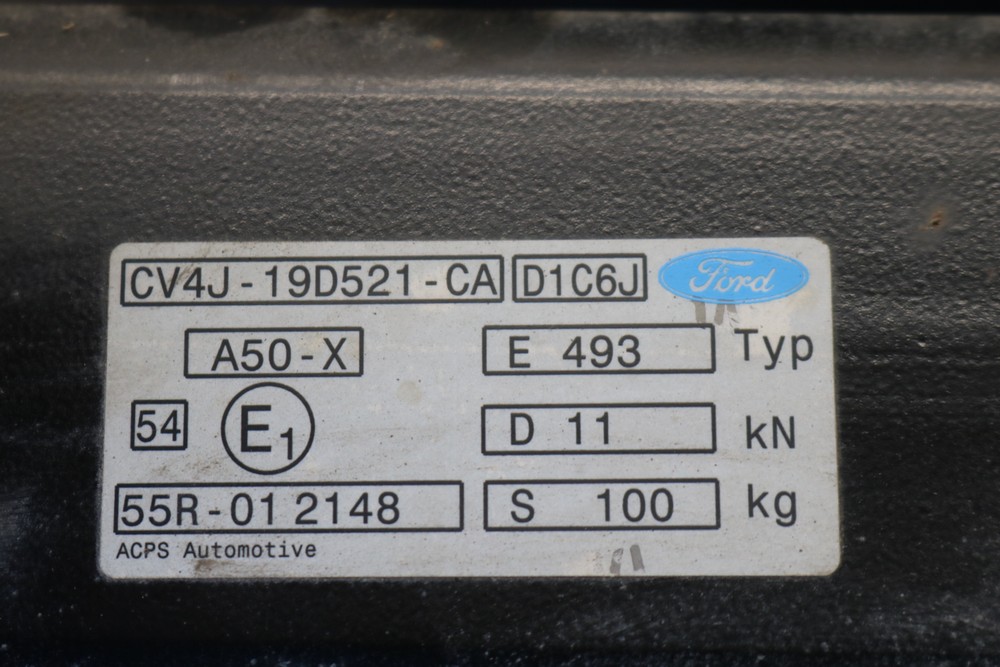 CV4J-19D521-CA D1C6J Ford
A50-X E 493 Typ
54 E1 D 11 kN
55R-01 2148 S 100 kg
ACPS Automotive